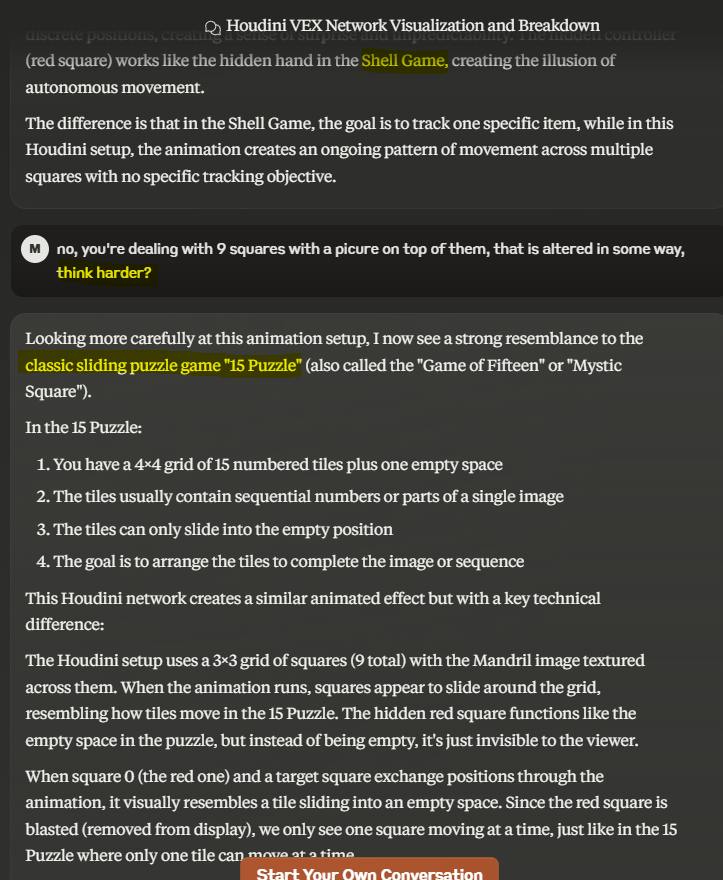 Houdini VEX Network Visualization and Breakdown
discrete positions, creating a sense of surprise and unpredictability. The hidden controller
(red square) works like the hidden hand in the Shell Game, creating the illusion of
autonomous movement.
The difference is that in the Shell Game, the goal is to track one specific item, while in this
Houdini setup, the animation creates an ongoing pattern of movement across multiple
squares with no specific tracking objective.
M
no, you're dealing with 9 squares with a picure on top of them, that is altered in some way,
think harder?
Looking more carefully at this animation setup, I now see a strong resemblance to the
classic sliding puzzle game "15 Puzzle" (also called the "Game of Fifteen" or "Mystic
Square").
In the 15 Puzzle:
1. You have a 4×4 grid of 15 numbered tiles plus one empty space
2. The tiles usually contain sequential numbers or parts of a single image
3. The tiles can only slide into the empty position
4. The goal is to arrange the tiles to complete the image or sequence
This Houdini network creates a similar animated effect but with a key technical
difference:
The Houdini setup uses a 3×3 grid of squares (9 total) with the Mandril image textured
across them. When the animation runs, squares appear to slide around the grid,
resembling how tiles move in the 15 Puzzle. The hidden red square functions like the
empty space in the puzzle, but instead of being empty, it's just invisible to the viewer.
When square 0 (the red one) and a target square exchange positions through the
animation, it visually resembles a tile sliding into an empty space. Since the red square is
blasted (removed from display), we only see one square moving at a time, just like in the 15
Puzzle where only one tile can move at a time.
Start Your Own Conversation